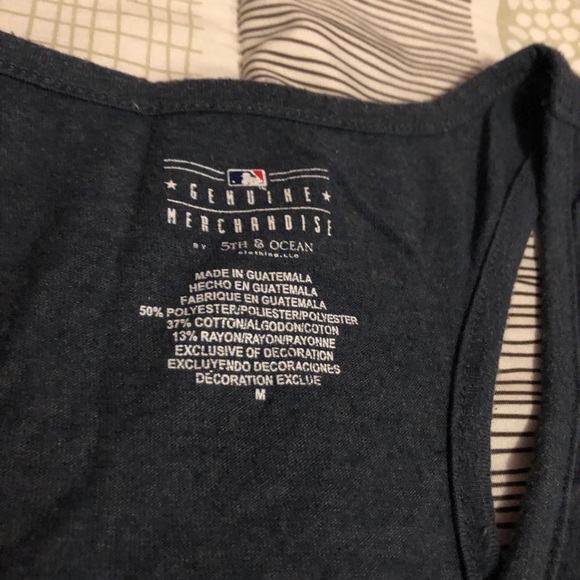 GENUINE
MERCHANDISE
BY 5TH & OCEAN
clothing,LLC
MADE IN GUATEMALA
HECHO EN GUATEMALA
FABRIQUE EN GUATEMALA
50% POLYESTER/POLIESTER/POLYESTER
37% COTTON/ALGODON/COTON
13% RAYON/RAYON/RAYONNE
EXCLUSIVE OF DECORATION
EXCLUYENDO DECORACIONES
DÉCORATION EXCLUE
M